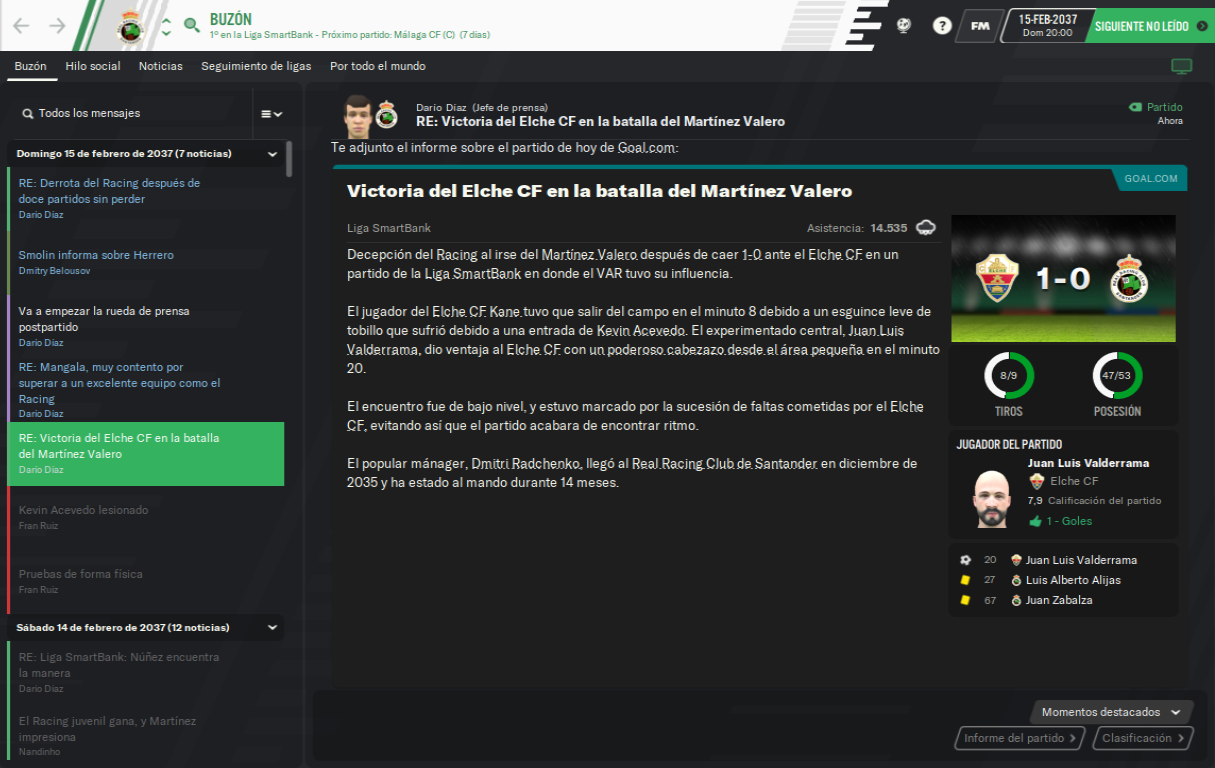 BUZÓN
1º en la Liga SmartBank - Próximo partido: Málaga CF (C) (7 días)
?
FM
15-FEB-2037
Dom 20:00
SIGUIENTE NO LEÍDO
Buzón
Hilo social
Noticias
Seguimiento de ligas
Por todo el mundo
Todos los mensajes
Domingo 15 de febrero de 2037 (7 noticias)
RE: Derrota del Racing después de
doce partidos sin perder
Darío Díaz
Smolin informa sobre Herrero
Dmitry Belousov
Va a empezar la rueda de prensa
postpartido
Darío Díaz
RE: Mangala, muy contento por
superar a un excelente equipo como el
Racing
Darío Díaz
RE: Victoria del Elche CF en la batalla
del Martínez Valero
Darío Díaz
Kevin Acevedo lesionado
Fran Ruiz
Pruebas de forma física
Fran Ruiz
Sábado 14 de febrero de 2037 (12 noticias)
RE: Liga SmartBank: Núñez encuentra
la manera
Darío Díaz
El Racing juvenil gana, y Martínez
impresiona
Nandinho
Darío Díaz (Jefe de prensa)
RE: Victoria del Elche CF en la batalla del Martínez Valero
Partido
Ahora
Te adjunto el informe sobre el partido de hoy de Goal.com:
GOAL.COM
Victoria del Elche CF en la batalla del Martínez Valero
Liga SmartBank
Asistencia: 14.535
Decepción del Racing al irse del Martínez Valero después de caer 1-0 ante el Elche CF en un
partido de la Liga SmartBank en donde el VAR tuvo su influencia.
El jugador del Elche CF Kane tuvo que salir del campo en el minuto 8 debido a un esguince leve de
tobillo que sufrió debido a una entrada de Kevin Acevedo. El experimentado central, Juan Luis
Valderrama, dio ventaja al Elche CF con un poderoso cabezazo desde el área pequeña en el minuto
20.
El encuentro fue de bajo nivel, y estuvo marcado por la sucesión de faltas cometidas por el Elche
CF, evitando así que el partido acabara de encontrar ritmo.
El popular mánager, Dmitri Radchenko, llegó al Real Racing Club de Santander en diciembre de
2035 y ha estado al mando durante 14 meses.
1-0
8/9
TIROS
47/53
POSESIÓN
JUGADOR DEL PARTIDO
Juan Luis Valderrama
Elche CF
7,9 Calificación del partido
1 - Goles
20 Juan Luis Valderrama
27 Luis Alberto Alijas
67 Juan Zabalza
Momentos destacados
Informe del partido
Clasificación